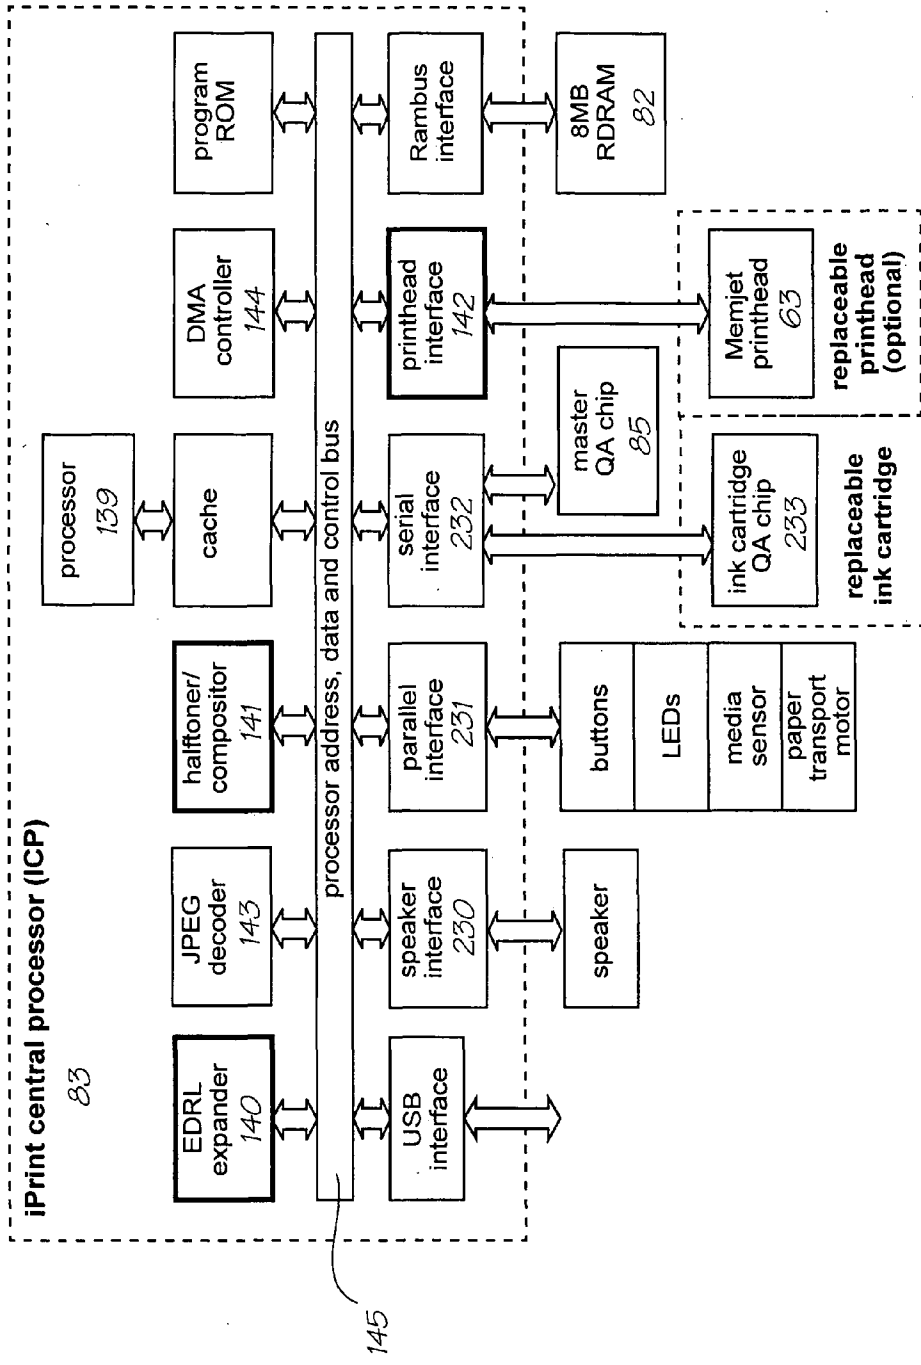 iPrint central processor (ICP)
83
processor
139
EDRL
expander
140
JPEG
decoder
143
halftoner/
compositor
141
cache
DMA
controller
144
program
ROM
processor address, data and control bus
145
USB
interface
speaker
interface
230
parallel
interface
231
serial
interface
232
printhead
interface
142
Rambus
interface
speaker
buttons
LEDs
media
sensor
paper
transport
motor
master
QA chip
85
8MB
RDRAM
82
ink cartridge
QA chip
233
replaceable
ink cartridge
Memjet
printhead
63
replaceable
printhead
(optional)